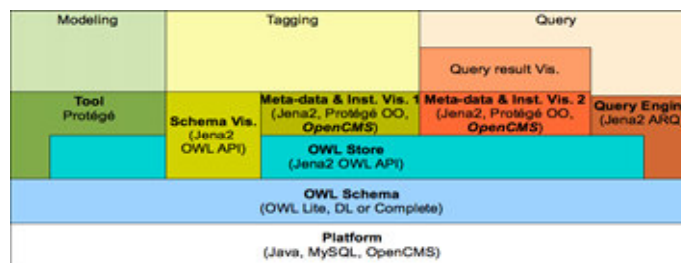 Modeling
Tagging
Query
Query result Vis.
Tool
Protégé
Schema Vis.
(Jena2
OWL API)
Meta-data & Inst. Vis. 1
(Jena2, Protégé OO,
OpenCMS)
Meta-data & Inst. Vis. 2
(Jena2, Protégé OO,
OpenCMS)
Query Engin
(Jena2 ARQ)
OWL Store
(Jena2 OWL API)
OWL Schema
(OWL Lite, DL or Complete)
Platform
(Java, MySQL, OpenCMS)